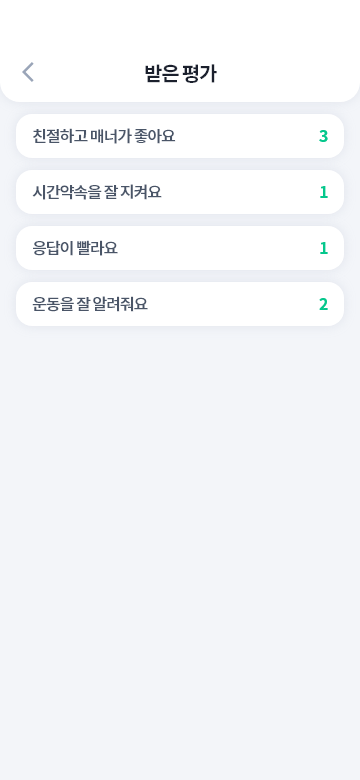 받은 평가
친절하고 매너가 좋아요 3
시간약속을 잘 지켜요 1
응답이 빨라요 1
운동을 잘 알려줘요 2